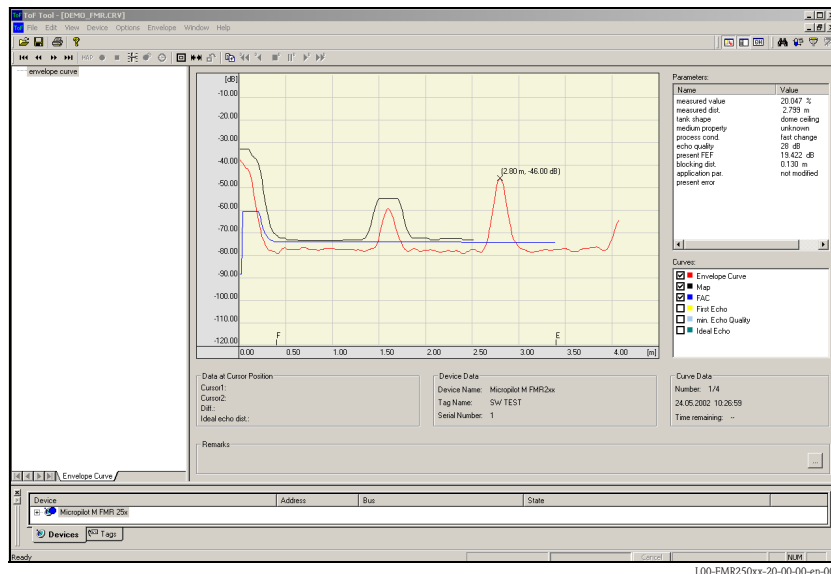 ToF Tool - [DEMO_FMR.CRV]
File Edit View Device Options Envelope Window Help
MAP
envelope curve
[dB]
-10.00
-20.00
-30.00
-40.00
-50.00
-60.00
-70.00
-80.00
-90.00
-100.00
-110.00
-120.00
(2.80 m, -46.00 dB)
F
E
0.00 0.50 1.00 1.50 2.00 2.50 3.00 3.50 4.00 [m]
Parameters:
Name Value
measured value 20.047 %
measured dist. 2.799 m
tank shape dome ceiling
medium property unknown
process cond. fast change
echo quality 28 dB
present FEF 19.422 dB
blocking dist. 0.130 m
application par. not modified
present error
Curves:
Envelope Curve
Map
FAC
First Echo
min. Echo Quality
Ideal Echo
Data at Cursor Position
Cursor1:
Cursor2:
Diff.:
Ideal echo dist.:
Device Data
Device Name: Micropilot M FMR2xx
Tag Name: SW TEST
Serial Number: 1
Curve Data
Number: 1/4
24.05.2002 10:26:59
Time remaining: --
Remarks
...
Envelope Curve
Device Address Bus State
Micropilot M FMR 25x
Devices Tags
Ready Cancel NUM
L00-FMR250xx-20-00-00-en-00